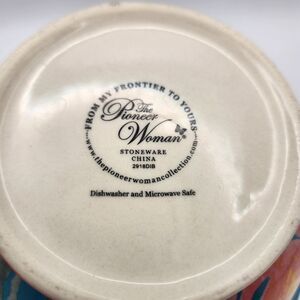 FROM MY FRONTIER TO YOURS
The
Pioneer
Woman
STONEWARE
CHINA
2918DIB
www.thepioneerwomancollection.com
Dishwasher and Microwave Safe